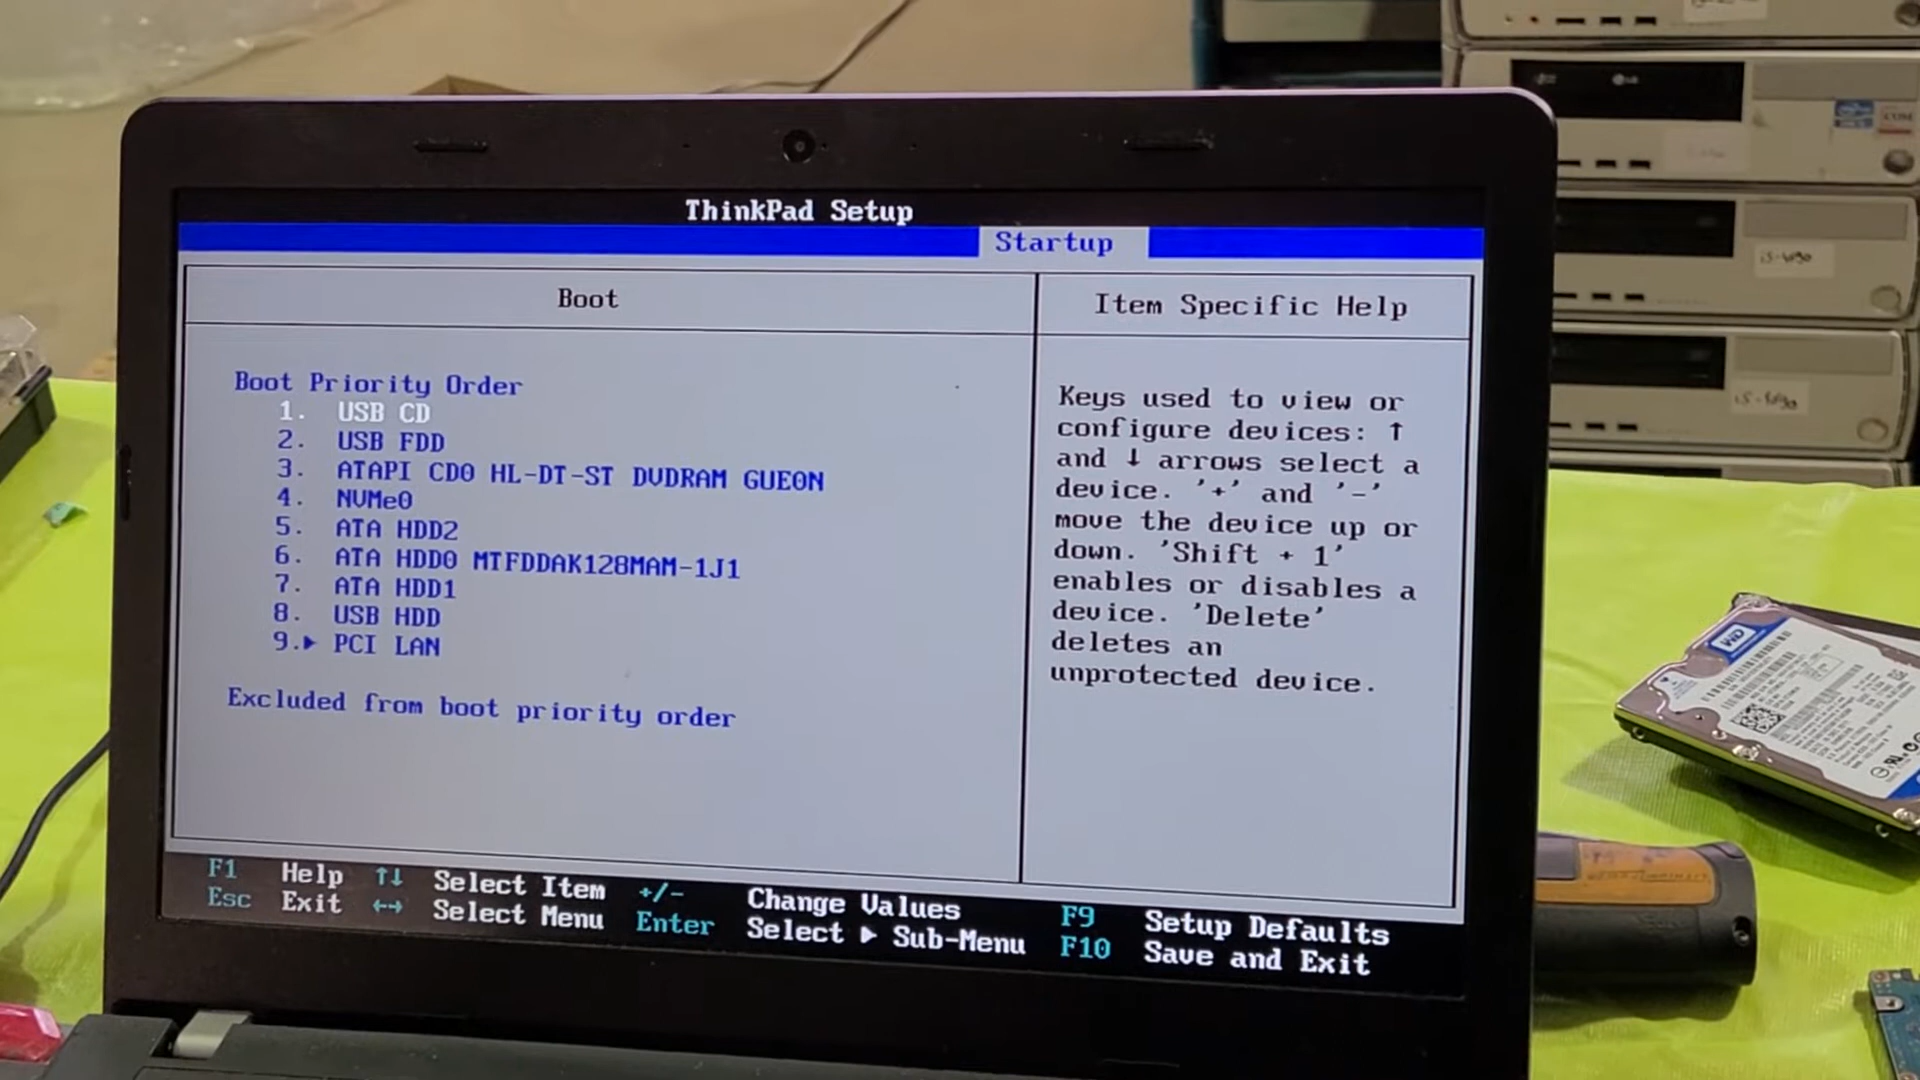 ThinkPad Setup
Startup
Boot
Boot Priority Order
1. USB CD
2. USB FDD
3. ATAPI CD0 HL-DT-ST DVDRAM GUE0N
4. NVMe0
5. ATA HDD2
6. ATA HDD0 MTFDDAK128MAM-1J1
7. ATA HDD1
8. USB HDD
9.▶ PCI LAN
Excluded from boot priority order
Item Specific Help
Keys used to view or
configure devices: ↑
and ↓ arrows select a
device. '+' and '-'
move the device up or
down. 'Shift + 1'
enables or disables a
device. 'Delete'
deletes an
unprotected device.
F1 Help ↑↓ Select Item +/- Change Values F9 Setup Defaults
Esc Exit ↔ Select Menu Enter Select ▶ Sub-Menu F10 Save and Exit
WD